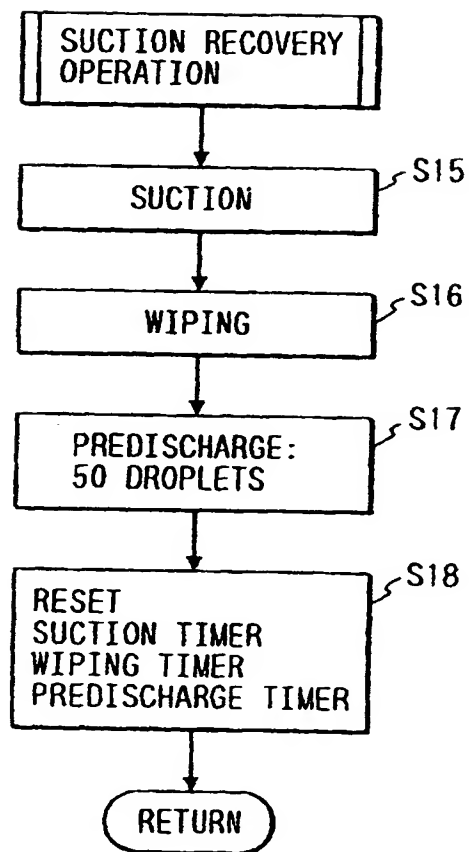 SUCTION RECOVERY
OPERATION
S15
SUCTION
S16
WIPING
S17
PREDISCHARGE:
50 DROPLETS
S18
RESET
SUCTION TIMER
WIPING TIMER
PREDISCHARGE TIMER
RETURN